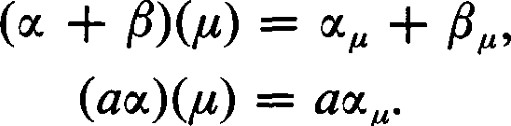 (α + β)(μ) = α_μ + β_μ,
(aα)(μ) = aα_μ.